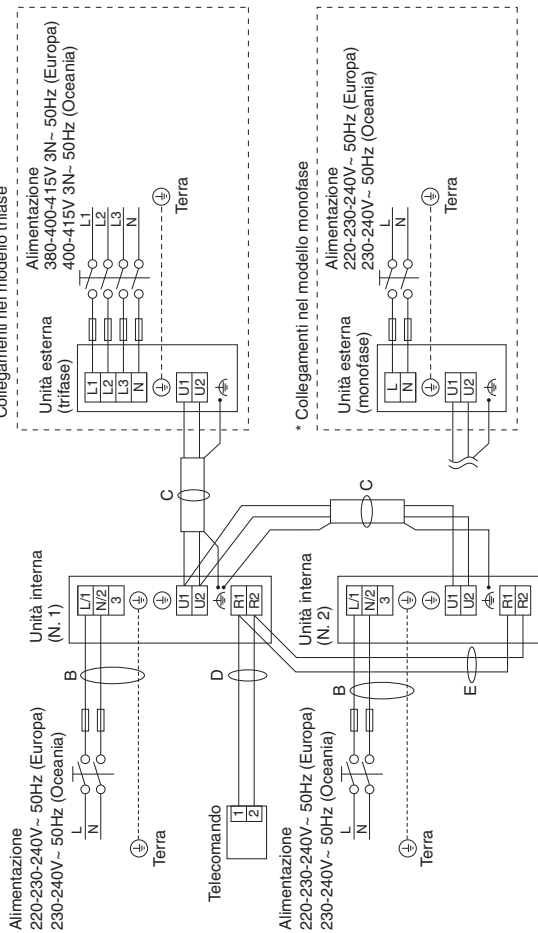 Collegamenti nel modello trifase
Alimentazione
380-400-415V 3N~ 50Hz (Europa)
400-415V 3N~ 50Hz (Oceania)
L1
L2
L3
N
Terra
Unità esterna
(trifase)
L1
L2
L3
N
U1
U2
* Collegamenti nel modello monofase
Alimentazione
220-230-240V~ 50Hz (Europa)
230-240V~ 50Hz (Oceania)
L
N
Terra
Unità esterna
(monofase)
L
N
U1
U2
C
C
Unità interna
(N. 1)
L/1
N/2
3
U1
U2
R1
R2
Unità interna
(N. 2)
L/1
N/2
3
U1
U2
R1
R2
B
D
B
E
Alimentazione
220-230-240V~ 50Hz (Europa)
230-240V~ 50Hz (Oceania)
L
N
Terra
Telecomando
1
2
Alimentazione
220-230-240V~ 50Hz (Europa)
230-240V~ 50Hz (Oceania)
L
N
Terra